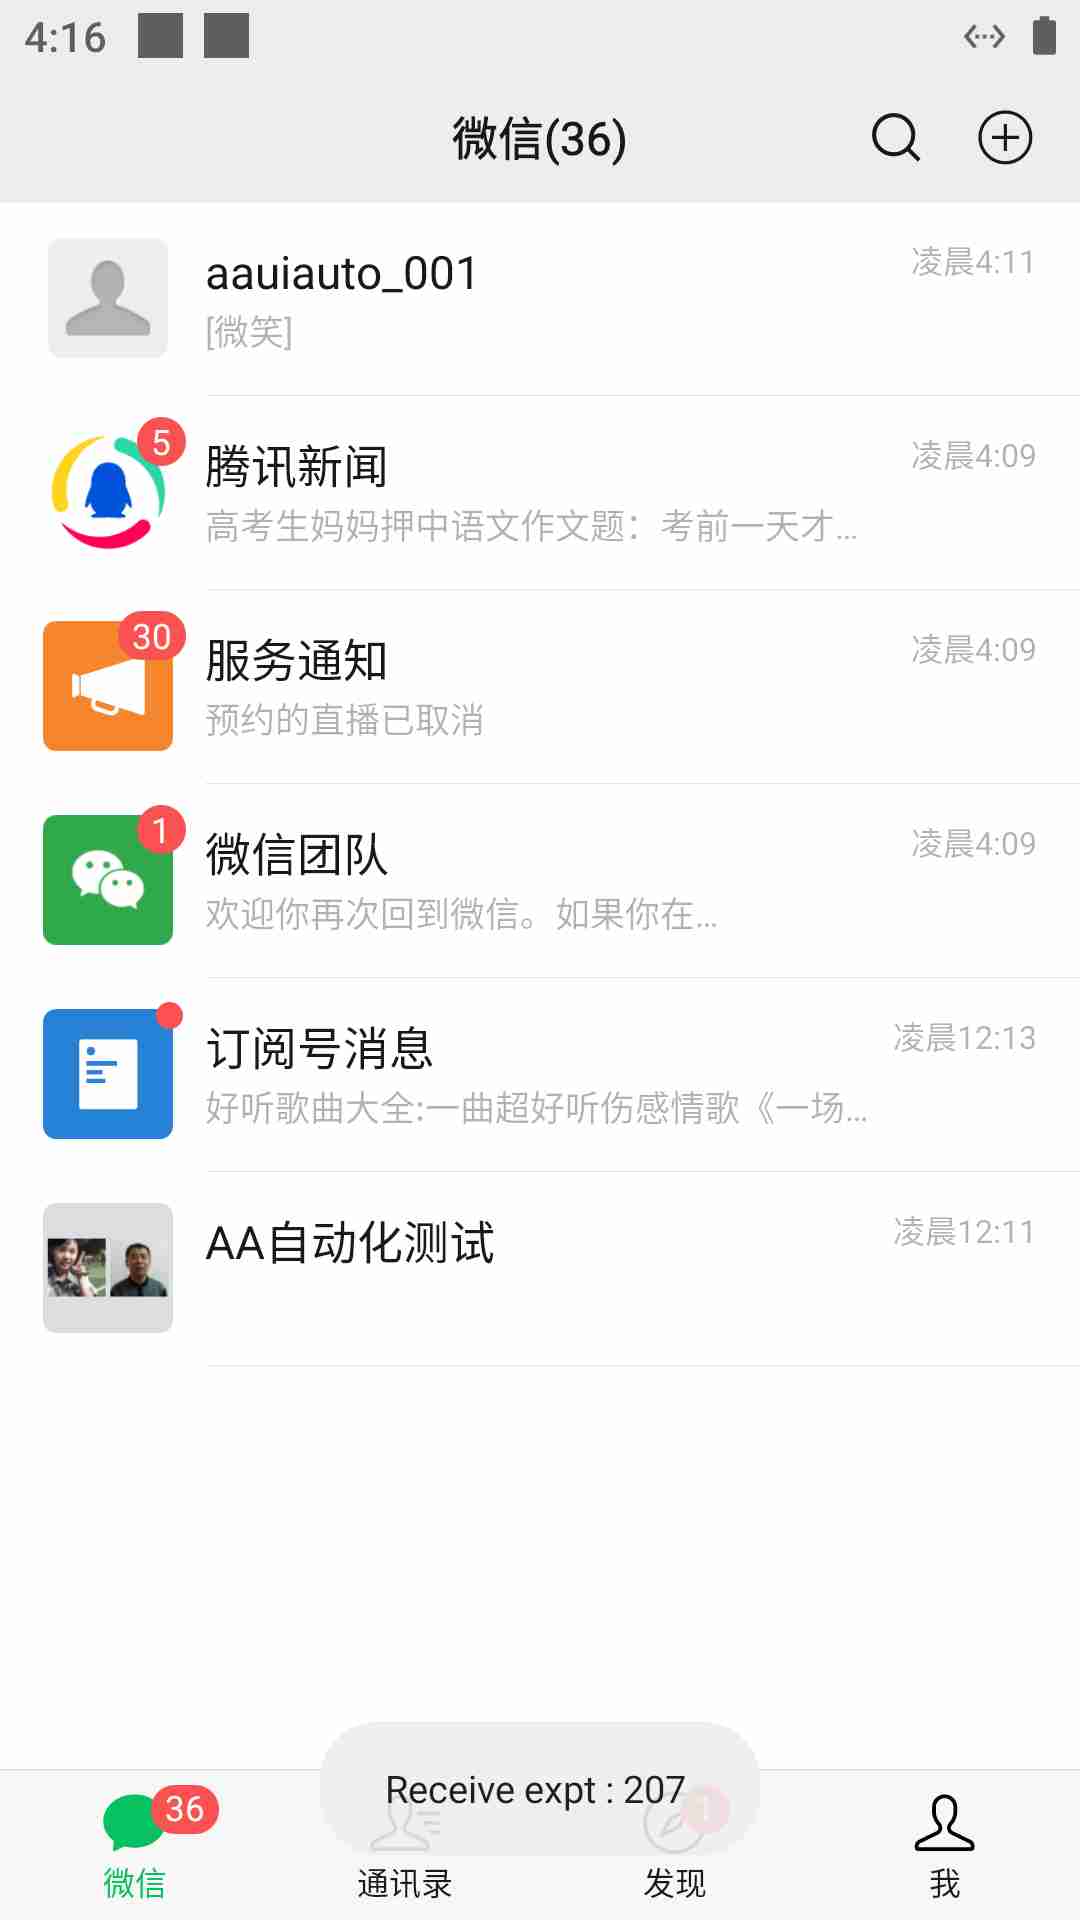 4:16
微信(36)
aauiauto_001
凌晨4:11
[微笑]
5
腾讯新闻
凌晨4:09
高考生妈妈押中语文作文题：考前一天才...
30
服务通知
凌晨4:09
预约的直播已取消
1
微信团队
凌晨4:09
欢迎你再次回到微信。如果你在...
订阅号消息
凌晨12:13
好听歌曲大全:一曲超好听伤感情歌《一场...
AA自动化测试
凌晨12:11
Receive expt : 207
36
1
微信
通讯录
发现
我